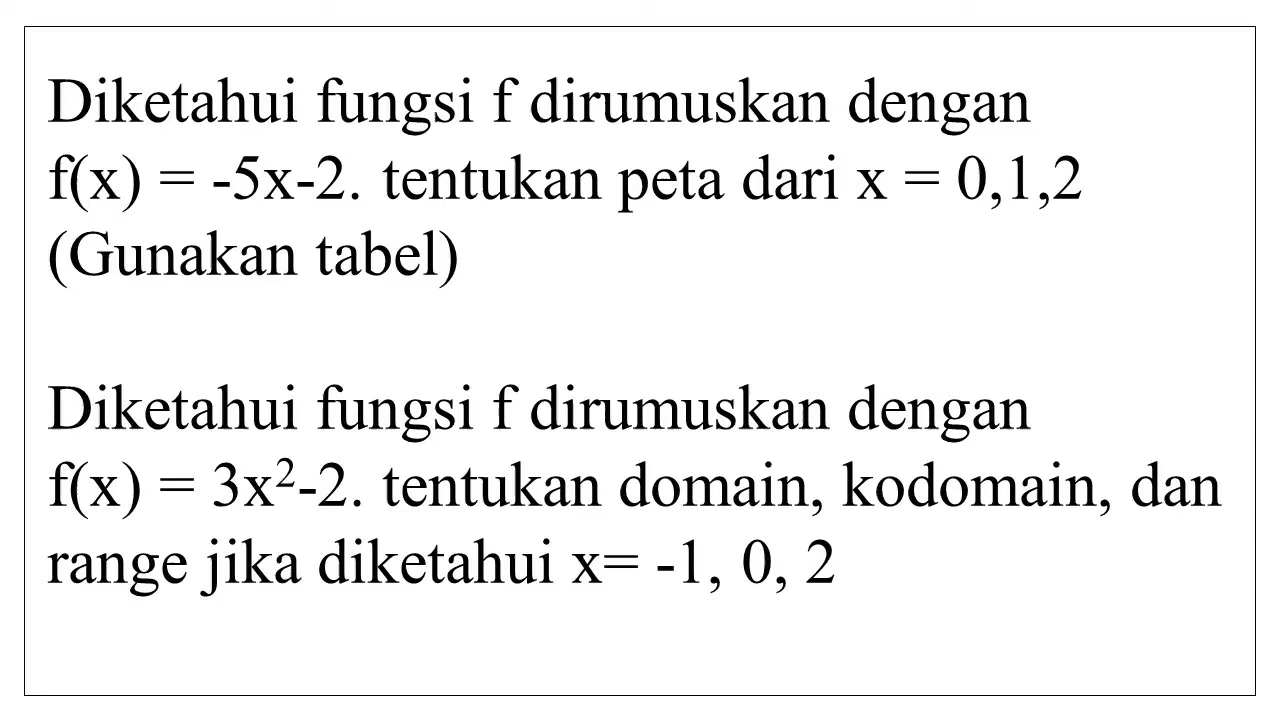 Diketahui fungsi f dirumuskan dengan
f(x) = -5x-2. tentukan peta dari x = 0,1,2
(Gunakan tabel)
Diketahui fungsi f dirumuskan dengan
f(x) = 3x²-2. tentukan domain, kodomain, dan
range jika diketahui x= -1, 0, 2